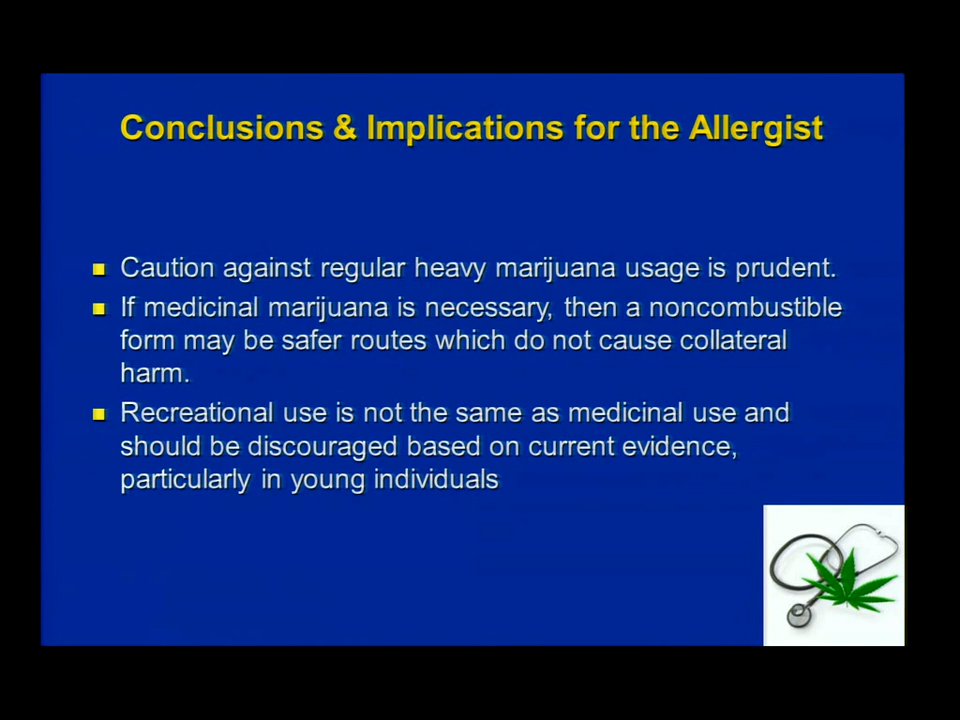 Conclusions & Implications for the Allergist
Caution against regular heavy marijuana usage is prudent.
If medicinal marijuana is necessary, then a noncombustible
form may be safer routes which do not cause collateral
harm.
Recreational use is not the same as medicinal use and
should be discouraged based on current evidence,
particularly in young individuals